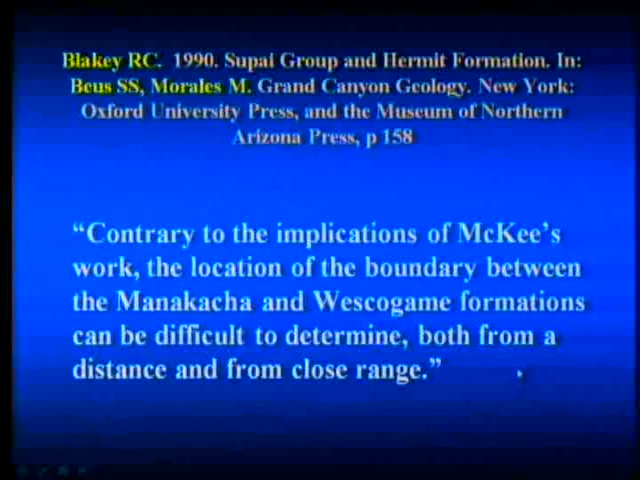 Blakey RC. 1990. Supai Group and Hermit Formation. In:
Beus SS, Morales M. Grand Canyon Geology. New York:
Oxford University Press, and the Museum of Northern
Arizona Press, p 158
“Contrary to the implications of McKee’s
work, the location of the boundary between
the Manakacha and Wescogame formations
can be difficult to determine, both from a
distance and from close range.”